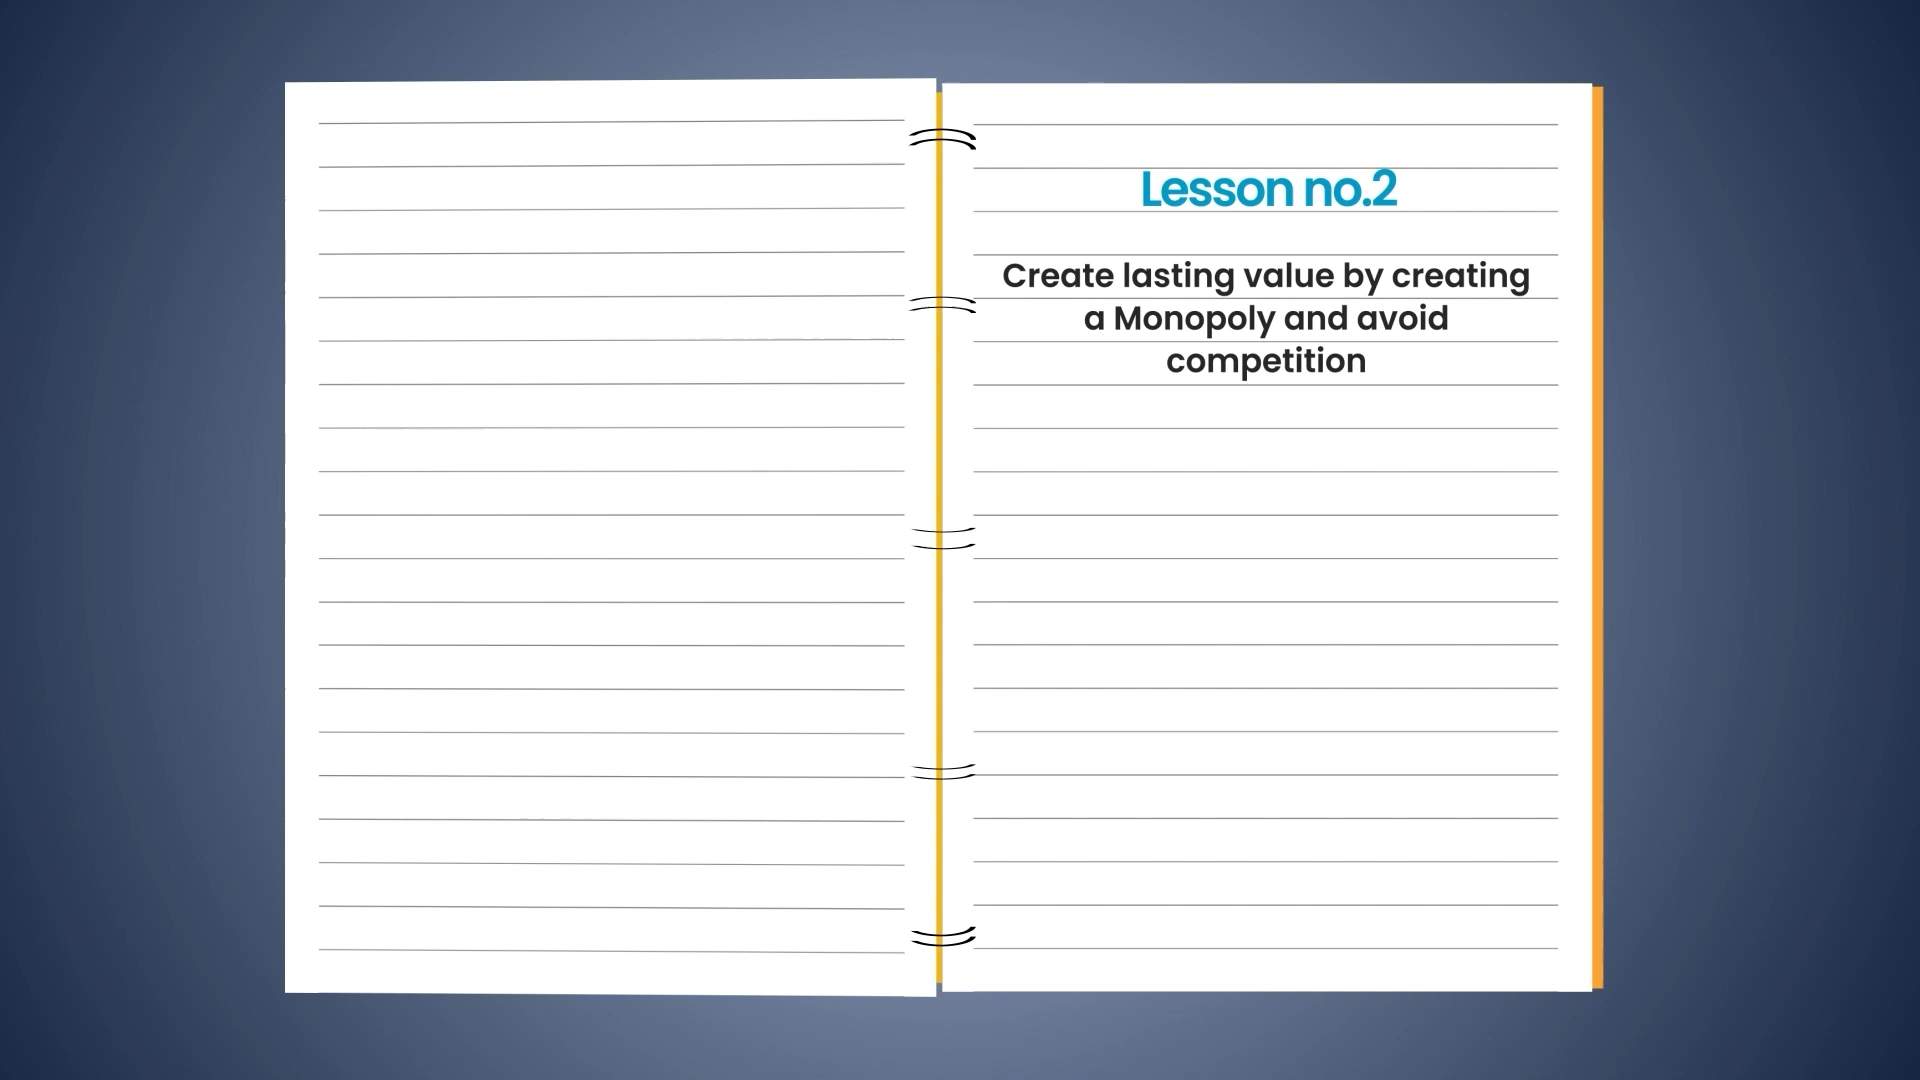 Lesson no.2
Create lasting value by creating
a Monopoly and avoid
competition